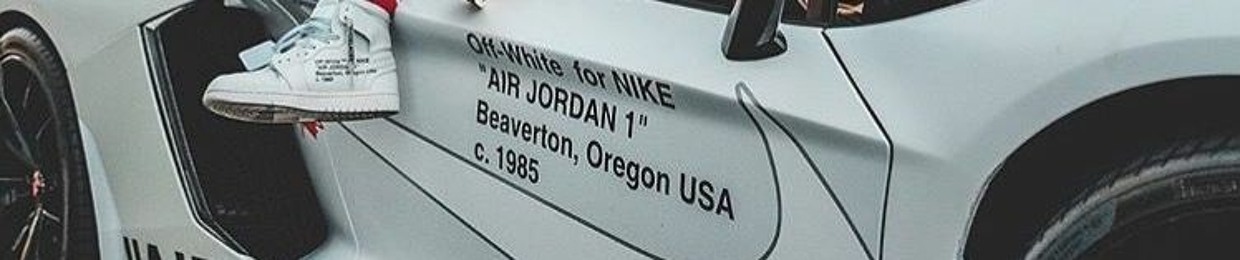 Off-White for NIKE
"AIR JORDAN 1"
Beaverton, Oregon USA
c. 1985